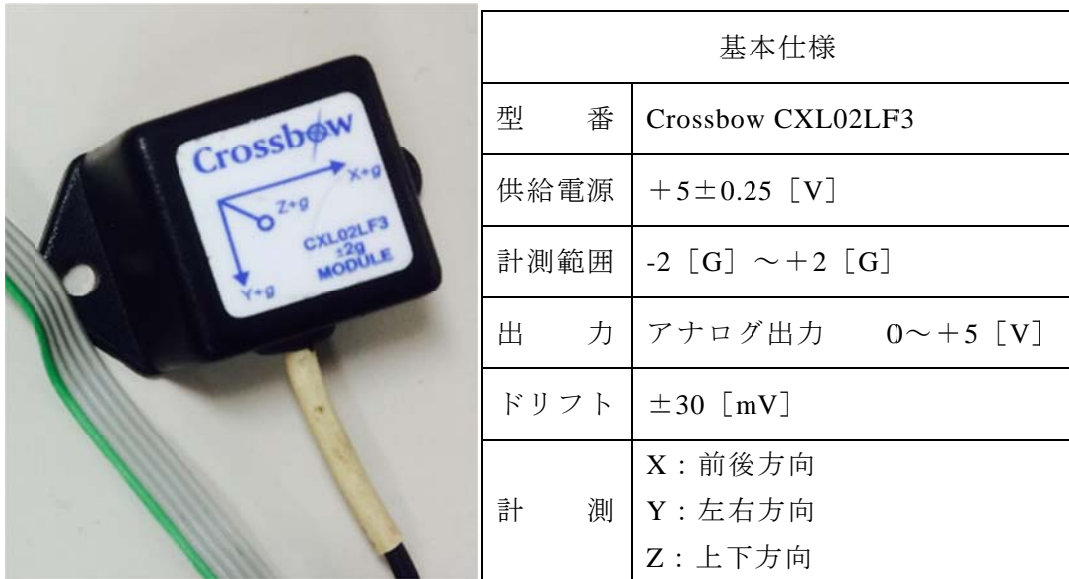 Crossbow
X+g
Z+g
CXL02LF3
±2g
MODULE
Y+g
基本仕様
型 番 Crossbow CXL02LF3
供給電源 +5±0.25［V］
計測範囲 -2［G］～+2［G］
出 力 アナログ出力 0～+5［V］
ドリフト ±30［mV］
計 測
X：前後方向
Y：左右方向
Z：上下方向